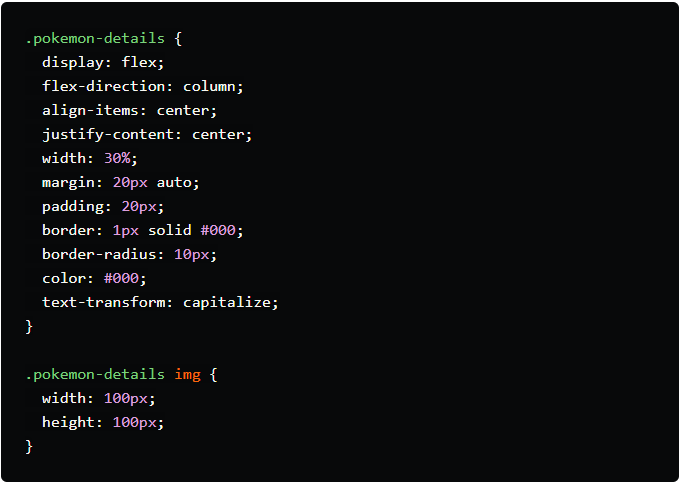 .pokemon-details {
  display: flex;
  flex-direction: column;
  align-items: center;
  justify-content: center;
  width: 30%;
  margin: 20px auto;
  padding: 20px;
  border: 1px solid #000;
  border-radius: 10px;
  color: #000;
  text-transform: capitalize;
}

.pokemon-details img {
  width: 100px;
  height: 100px;
}